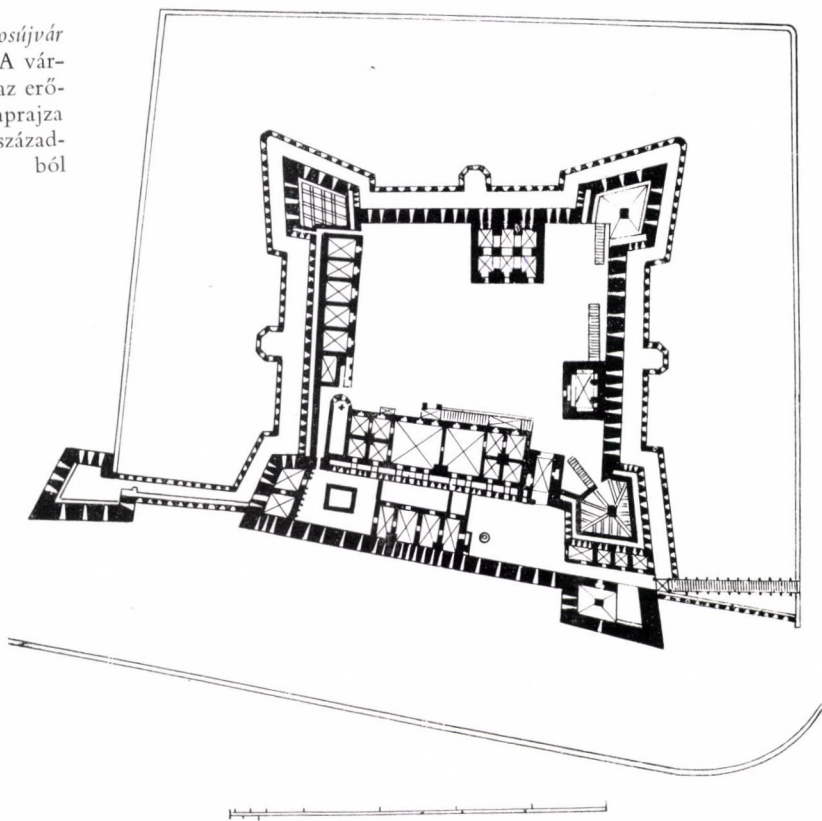 osújvár
A vár-
az erő-
aprajza
század-
ból